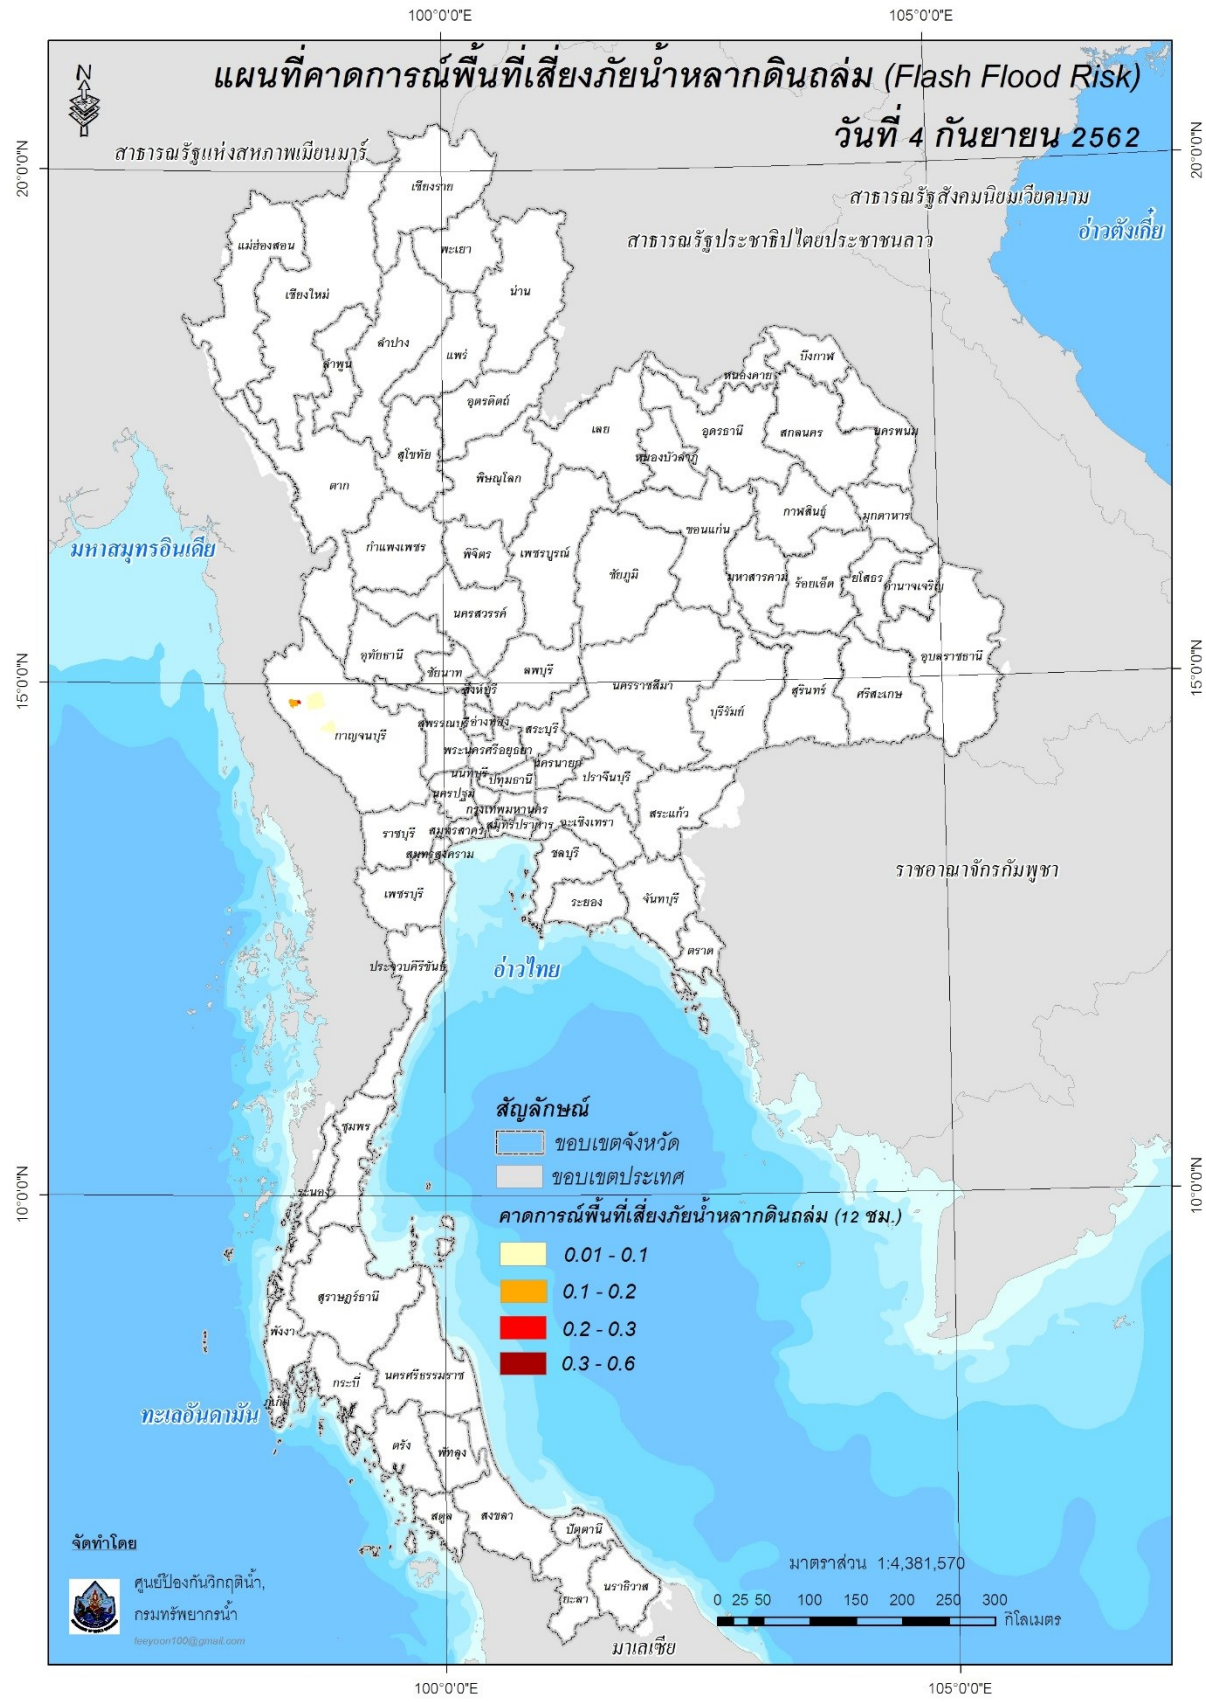 100°0'0"E
105°0'0"E
แผนที่คาดการณ์พื้นที่เสี่ยงภัยน้ำหลากดินถล่ม (Flash Flood Risk)
วันที่ 4 กันยายน 2562
N
20°0'0"N
20°0'0"N
สาธารณรัฐแห่งสหภาพเมียนมาร์
สาธารณรัฐสังคมนิยมเวียดนาม
สาธารณรัฐประชาธิปไตยประชาชนลาว
อ่าวตังเกี๋ย
เชียงราย
แม่ฮ่องสอน
พะเยา
เชียงใหม่
น่าน
ลำปาง
แพร่
ลำพูน
บึงกาฬ
หนองคาย
อุตรดิตถ์
เลย
อุดรธานี
สกลนคร
นครพนม
สุโขทัย
หนองบัวลำภู
ตาก
พิษณุโลก
กาฬสินธุ์
มุกดาหาร
ขอนแก่น
มหาสมุทรอินเดีย
กำแพงเพชร
พิจิตร
เพชรบูรณ์
ชัยภูมิ
มหาสารคาม
ร้อยเอ็ด
ยโสธร
อำนาจเจริญ
นครสวรรค์
อุทัยธานี
ชัยนาท
ลพบุรี
อุบลราชธานี
15°0'0"N
15°0'0"N
สิงห์บุรี
นครราชสีมา
สุรินทร์
ศรีสะเกษ
บุรีรัมย์
สุพรรณบุรี
อ่างทอง
สระบุรี
กาญจนบุรี
พระนครศรีอยุธยา
นครนายก
นนทบุรี
ปทุมธานี
ปราจีนบุรี
นครปฐม
กรุงเทพมหานคร
สระแก้ว
ราชบุรี
สมุทรสาคร
สมุทรปราการ
ฉะเชิงเทรา
สมุทรสงคราม
ชลบุรี
ราชอาณาจักรกัมพูชา
เพชรบุรี
ระยอง
จันทบุรี
ตราด
ประจวบคีรีขันธ์
อ่าวไทย
สัญลักษณ์
ขอบเขตจังหวัด
ขอบเขตประเทศ
ชุมพร
ระนอง
10°0'0"N
10°0'0"N
คาดการณ์พื้นที่เสี่ยงภัยน้ำหลากดินถล่ม (12 ชม.)
0.01 - 0.1
0.1 - 0.2
0.2 - 0.3
0.3 - 0.6
สุราษฎร์ธานี
พังงา
กระบี่
นครศรีธรรมราช
ภูเก็ต
ทะเลอันดามัน
ตรัง
พัทลุง
สตูล
สงขลา
ปัตตานี
นราธิวาส
ยะลา
มาเลเซีย
จัดทำโดย
ศูนย์ป้องกันวิกฤติน้ำ,
กรมทรัพยากรน้ำ
leeyoon100@gmail.com
มาตราส่วน 1:4,381,570
0 25 50 100 150 200 250 300
กิโลเมตร
100°0'0"E
105°0'0"E